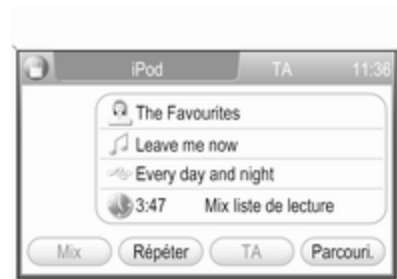 iPod TA 11:36
The Favourites
Leave me now
Every day and night
3:47 Mix liste de lecture
Mix Répéter TA Parcouri.